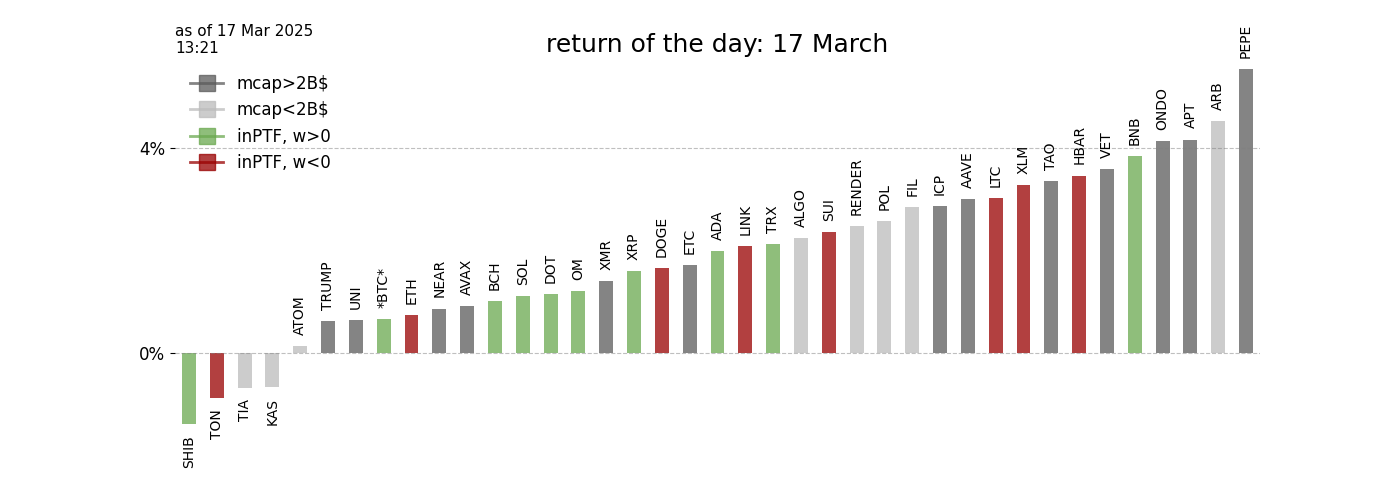 as of 17 Mar 2025
13:21
return of the day: 17 March
mcap>2B$
mcap<2B$
inPTF, w>0
inPTF, w<0
4%
0%
SHIB
TON
TIA
KAS
ATOM
TRUMP
UNI
*BTC*
ETH
NEAR
AVAX
BCH
SOL
DOT
OM
XMR
XRP
DOGE
ETC
ADA
LINK
TRX
ALGO
SUI
RENDER
POL
FIL
ICP
AAVE
LTC
XLM
TAO
HBAR
VET
BNB
ONDO
APT
ARB
PEPE